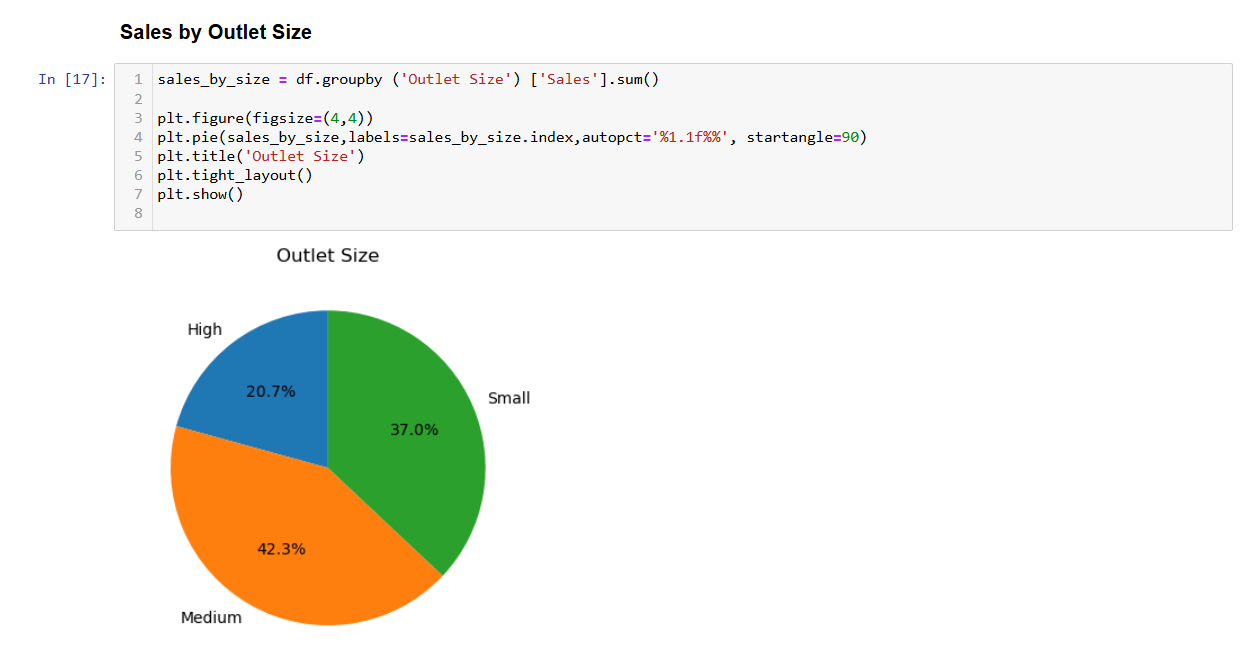 Sales by Outlet Size
In [17]:
1 sales_by_size = df.groupby ('Outlet Size') ['Sales'].sum()
2
3 plt.figure(figsize=(4,4))
4 plt.pie(sales_by_size,labels=sales_by_size.index,autopct='%1.1f%%', startangle=90)
5 plt.title('Outlet Size')
6 plt.tight_layout()
7 plt.show()
8
Outlet Size
High
20.7%
Small
37.0%
42.3%
Medium